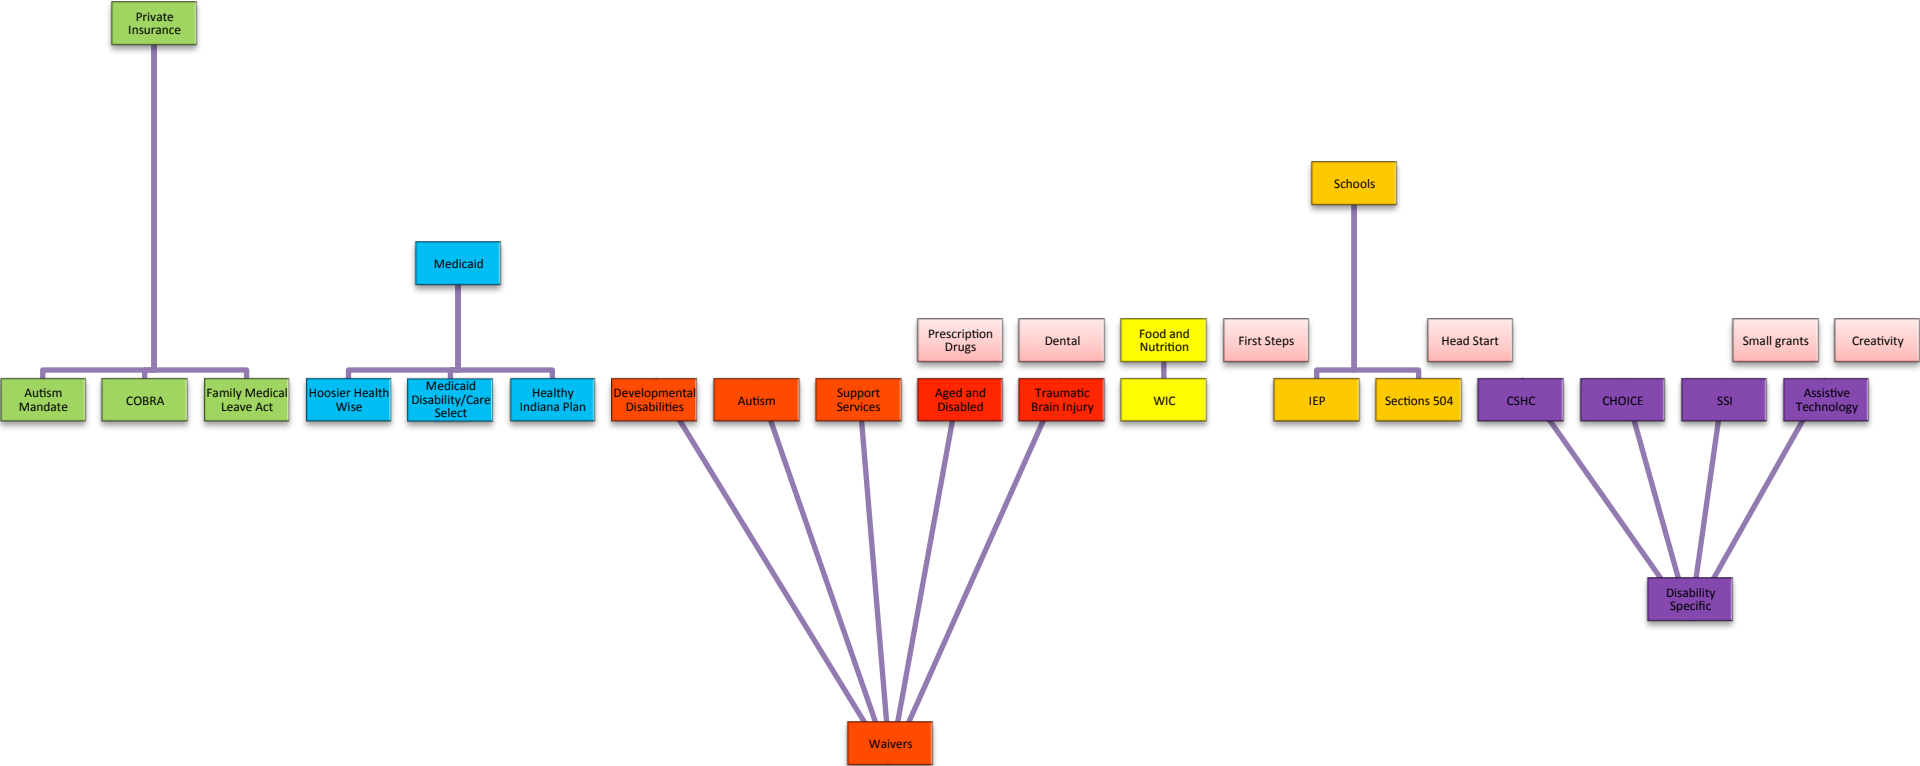 Private
Insurance
Schools
Medicaid
Prescription
Drugs
Dental
Food and
Nutrition
First Steps
Head Start
Small grants
Creativity
Autism
Mandate
COBRA
Family Medical
Leave Act
Hoosier Health
Wise
Medicaid
Disability/Care
Select
Healthy
Indiana Plan
Developmental
Disabilities
Autism
Support
Services
Aged and
Disabled
Traumatic
Brain Injury
WIC
IEP
Sections 504
CSHC
CHOICE
SSI
Assistive
Technology
Disability
Specific
Waivers